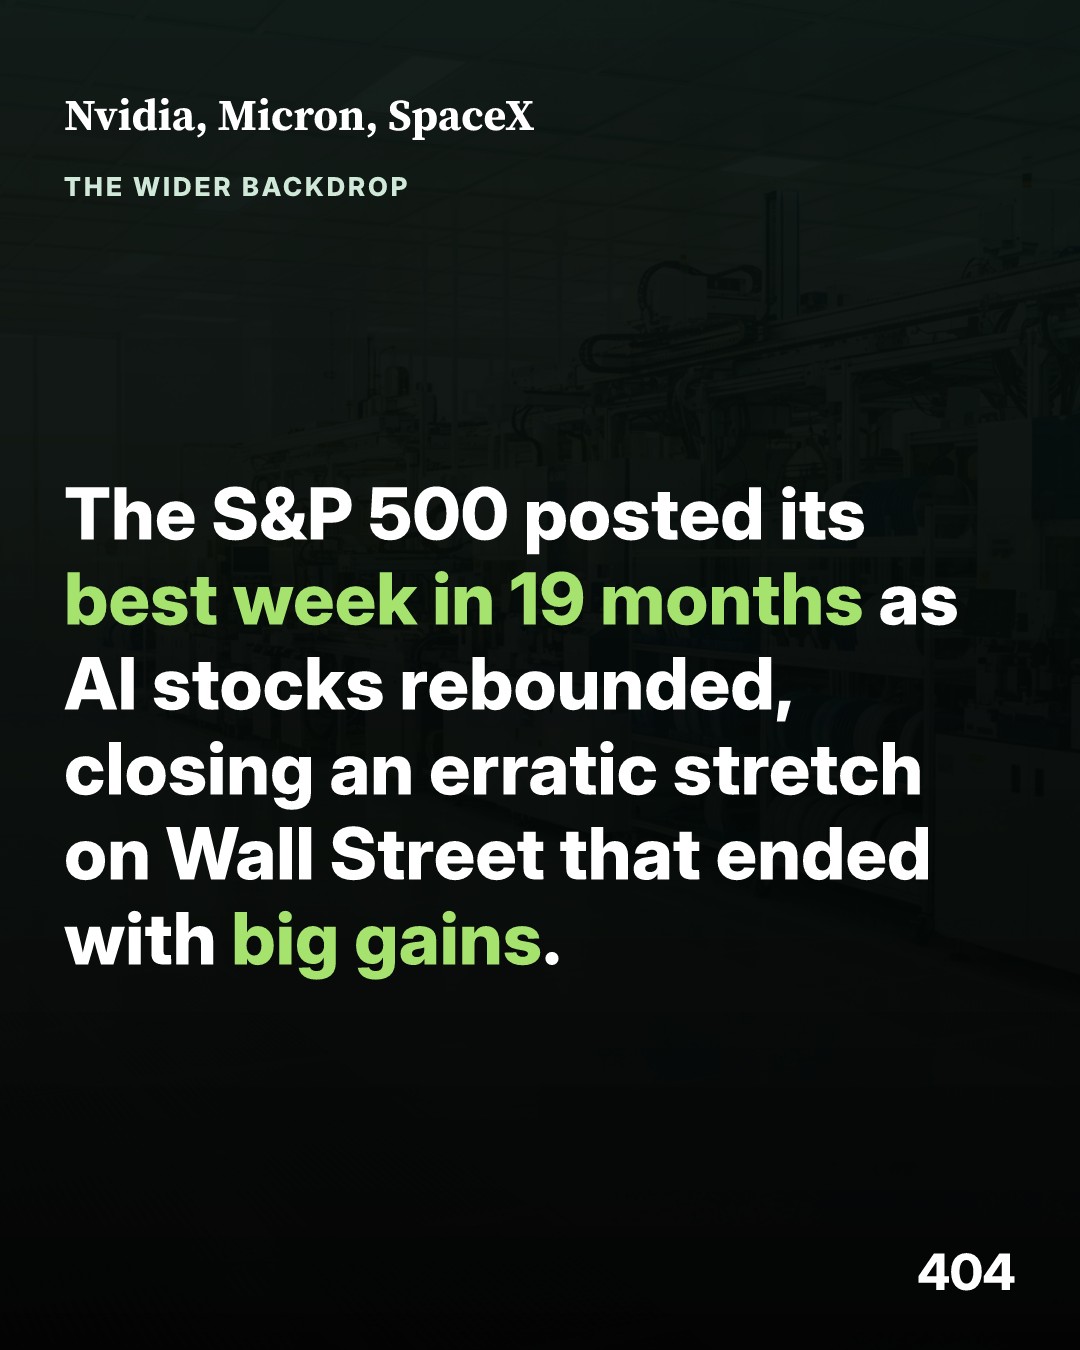 Nvidia, Micron, SpaceX
THE WIDER BACKDROP
The S&P 500 posted its
best week in 19 months as
AI stocks rebounded,
closing an erratic stretch
on Wall Street that ended
with big gains.
404